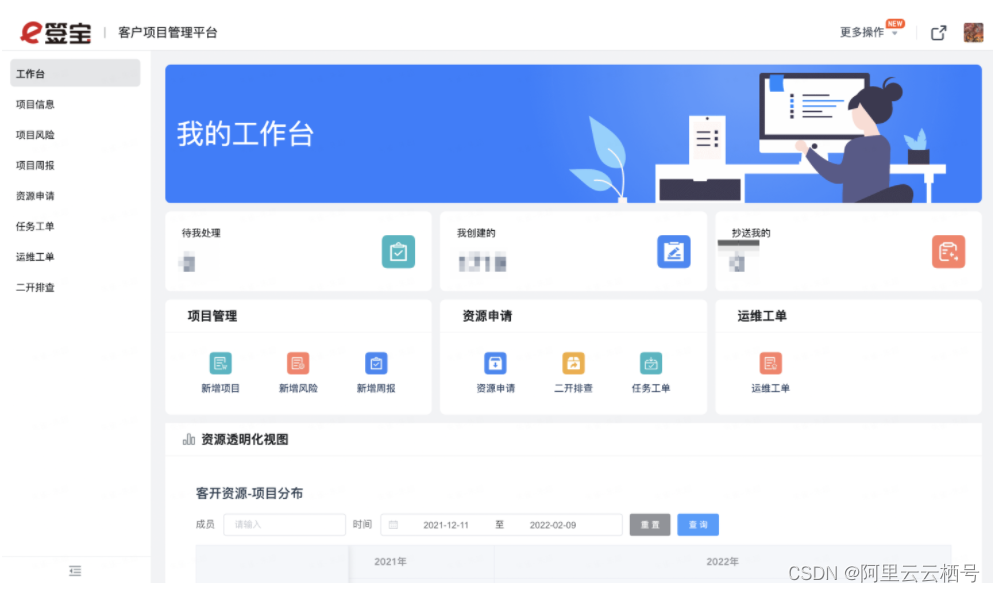 e签宝 | 客户项目管理平台
更多操作 NEW
工作台
项目信息
项目风险
项目周报
资源申请
任务工单
运维工单
二开排查
我的工作台
待我处理
我创建的
抄送我的
项目管理
资源申请
运维工单
新增项目 新增风险 新增周报
资源申请 二开排查 任务工单
运维工单
资源透明化视图
客开资源-项目分布
成员 请输入 时间 2021-12-11 至 2022-02-09 重置 查询
2021年 2022年
CSDN @阿里云云栖号